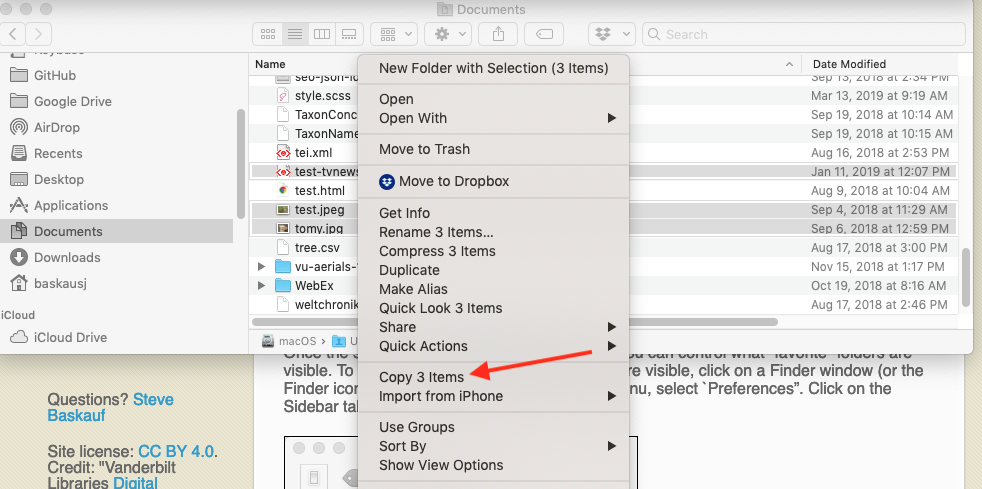 Documents
Search
Name
Date Modified
GitHub
Google Drive
AirDrop
Recents
Desktop
Applications
Documents
Downloads
baskausj
iCloud
iCloud Drive
Sep 13, 2018 at 2:34 PM
style.scss
Mar 13, 2019 at 9:19 AM
TaxonConc
Sep 19, 2018 at 10:14 AM
TaxonName
Sep 19, 2018 at 10:15 AM
tei.xml
Aug 16, 2018 at 2:53 PM
test-tvnews
Jan 11, 2019 at 12:07 PM
test.html
Aug 9, 2018 at 10:04 AM
test.jpeg
Sep 4, 2018 at 11:29 AM
tomy.jpg
Sep 6, 2018 at 12:59 PM
tree.csv
Aug 17, 2018 at 3:00 PM
vu-aerials-
Nov 15, 2018 at 1:17 PM
WebEx
Oct 19, 2018 at 8:16 AM
weltchronik
Aug 17, 2018 at 2:46 PM
macOS › U
New Folder with Selection (3 Items)
Open
Open With
Move to Trash
Move to Dropbox
Get Info
Rename 3 Items...
Compress 3 Items
Duplicate
Make Alias
Quick Look 3 Items
Share
Quick Actions
Copy 3 Items
Import from iPhone
Use Groups
Sort By
Show View Options
Once the s ou can control what "favorite" folders are
visible. To re visible, click on a Finder window (or the
Finder icon nu, select `Preferences”. Click on the
Sidebar tal
Questions? Steve
Baskauf
Site license: CC BY 4.0.
Credit: "Vanderbilt
Libraries Digital